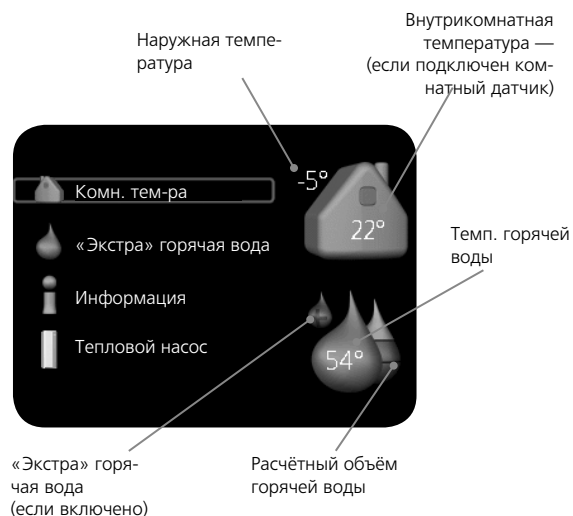 Внутрикомнатная
температура —
(если подключен ком-
натный датчик)
Наружная темпе-
ратура
-5°
Комн. тем-ра
22°
«Экстра» горячая вода
Темп. горячей
воды
Информация
Тепловой насос
54°
«Экстра» горя-
чая вода
(если включено)
Расчётный объём
горячей воды